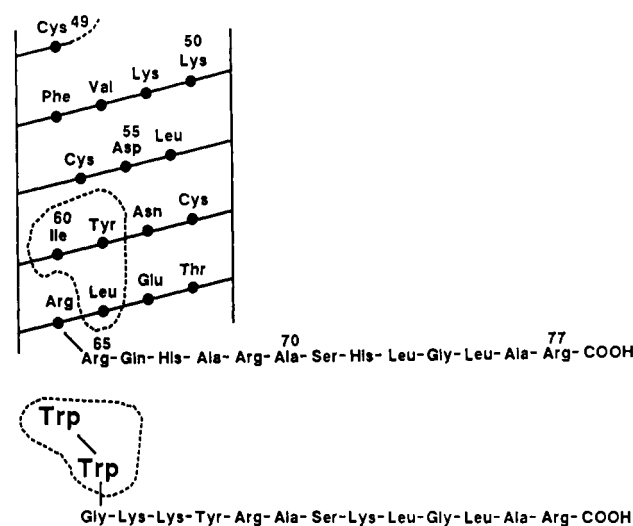 Cys 49
50
Phe Val Lys Lys
55
Cys Asp Leu
60
Ile Tyr Asn Cys
Arg Leu Glu Thr
65 70 77
Arg-Gin-His-Ala-Arg-Ala-Ser-His-Leu-Gly-Leu-Ala-Arg-COOH
Trp
Trp
Gly-Lys-Lys-Tyr-Arg-Ala-Ser-Lys-Leu-Gly-Leu-Ala-Arg-COOH